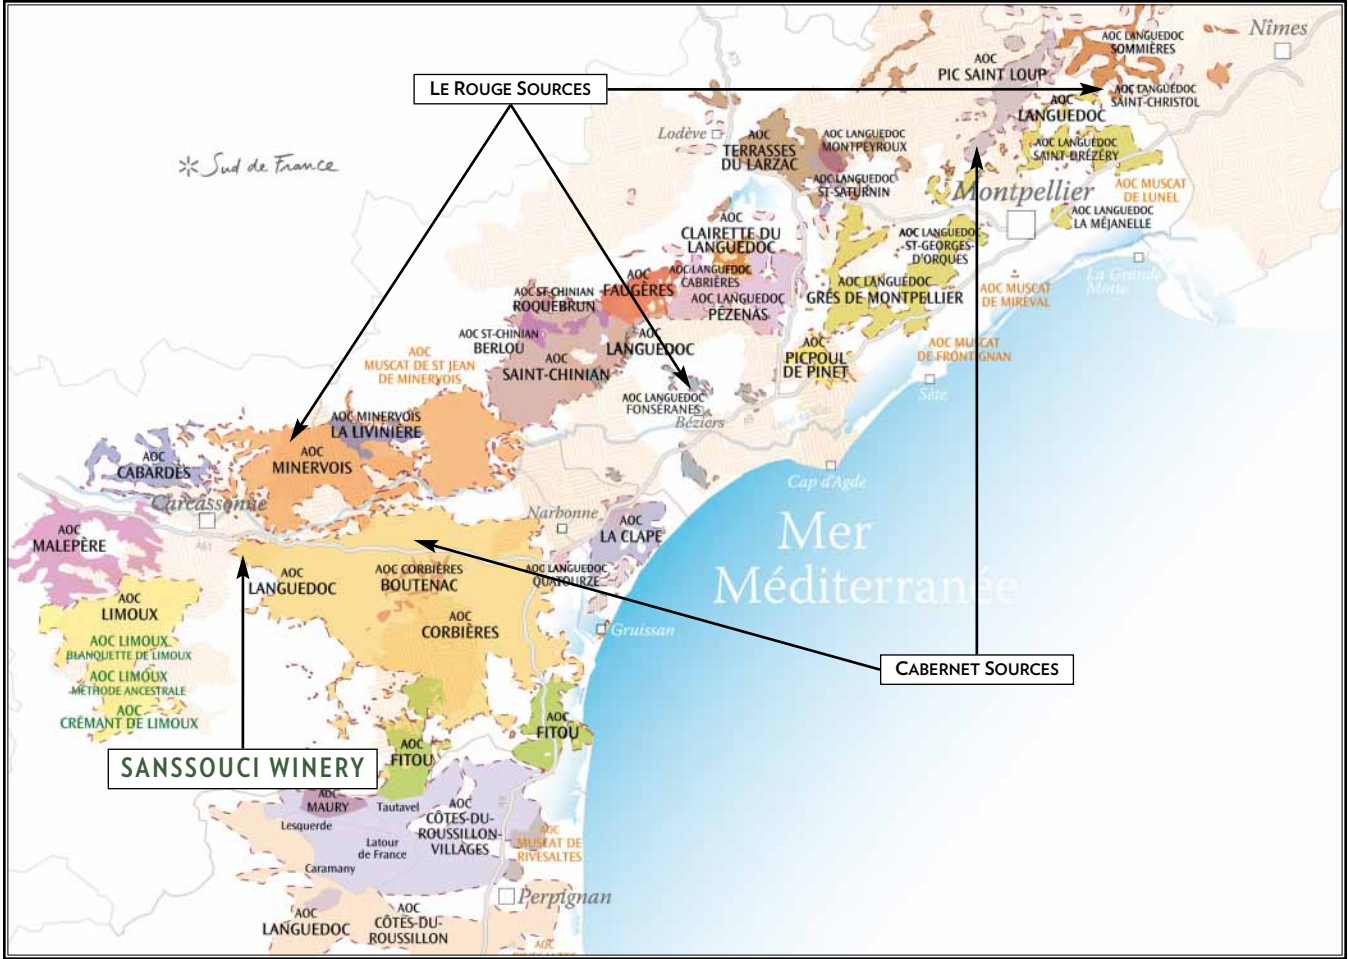 Nîmes
AOC LANGUEDOC
SOMMIÈRES
AOC
PIC SAINT LOUP
A75
LE ROUGE SOURCES
AOC LANGUEDOC
SAINT-CHRISTOL
AOC
LANGUEDOC
Lodève
AOC
TERRASSES
DU LARZAC
AOC LANGUEDOC
MONTPEYROUX
AOC LANGUEDOC
SAINT-DRÉZÉRY
Sud de France
AOC LANGUEDOC
ST-SATURNIN
Montpellier
AOC MUSCAT
DE LUNEL
AOC LANGUEDOC
LA MÉJANELLE
AOC
CLAIRETTE DU
LANGUEDOC
AOC LANGUEDOC
ST-GEORGES-
D'ORQUES
AOC LANGUEDOC
CABRIÈRES
La Grande
Motte
AOC
FAUGÈRES
AOC LANGUEDOC
GRÉS DE MONTPELLIER
AOC MUSCAT
DE MIREVAL
AOC ST-CHINIAN
ROQUEBRUN
AOC LANGUEDOC
PÉZENAS
AOC ST-CHINIAN
BERLOU
AOC
LANGUEDOC
AOC
PICPOUL
DE PINET
AOC MUSCAT
DE FRONTIGNAN
AOC
MUSCAT DE ST JEAN
DE MINERVOIS
AOC
SAINT-CHINIAN
Sète
AOC LANGUEDOC
FONSERANES
Béziers
AOC MINERVOIS
LA LIVINIÈRE
AOC
CABARDÈS
AOC
MINERVOIS
Cap d'Agde
Carcassonne
Narbonne
AOC
LA CLAPE
Mer
Méditerranée
AOC
MALEPÈRE
A61
AOC
LANGUEDOC
AOC CORBIÈRES
BOUTENAC
AOC LANGUEDOC
QUATOURZE
AOC
LIMOUX
AOC
CORBIÈRES
Gruissan
AOC LIMOUX
BLANQUETTE DE LIMOUX
AOC LIMOUX
MÉTHODE ANCESTRALE
AOC
CRÉMANT DE LIMOUX
CABERNET SOURCES
AOC
FITOU
AOC
FITOU
SANSSOUCI WINERY
AOC
MAURY
Tautavel
AOC
CÔTES-DU-
ROUSSILLON-
VILLAGES
Lesquerde
Latour
de France
AOC
MUSCAT DE
RIVESALTES
Caramany
Perpignan
AOC
LANGUEDOC
AOC
CÔTES-DU-
ROUSSILLON
AOC
RIVESALTES